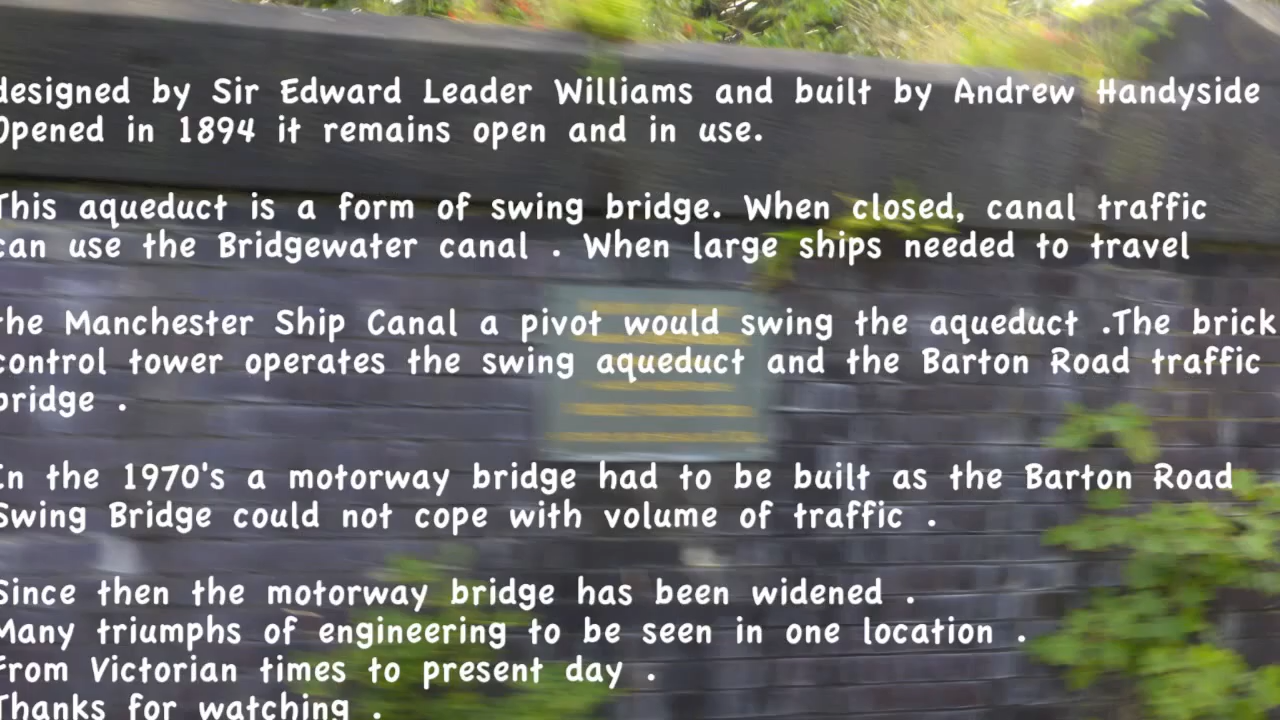 designed by Sir Edward Leader Williams and built by Andrew Handyside
Opened in 1894 it remains open and in use.
This aqueduct is a form of swing bridge. When closed, canal traffic
can use the Bridgewater canal . When large ships needed to travel
the Manchester Ship Canal a pivot would swing the aqueduct .The brick
control tower operates the swing aqueduct and the Barton Road traffic
bridge .
In the 1970's a motorway bridge had to be built as the Barton Road
Swing Bridge could not cope with volume of traffic .
Since then the motorway bridge has been widened .
Many triumphs of engineering to be seen in one location .
From Victorian times to present day .
Thanks for watching .